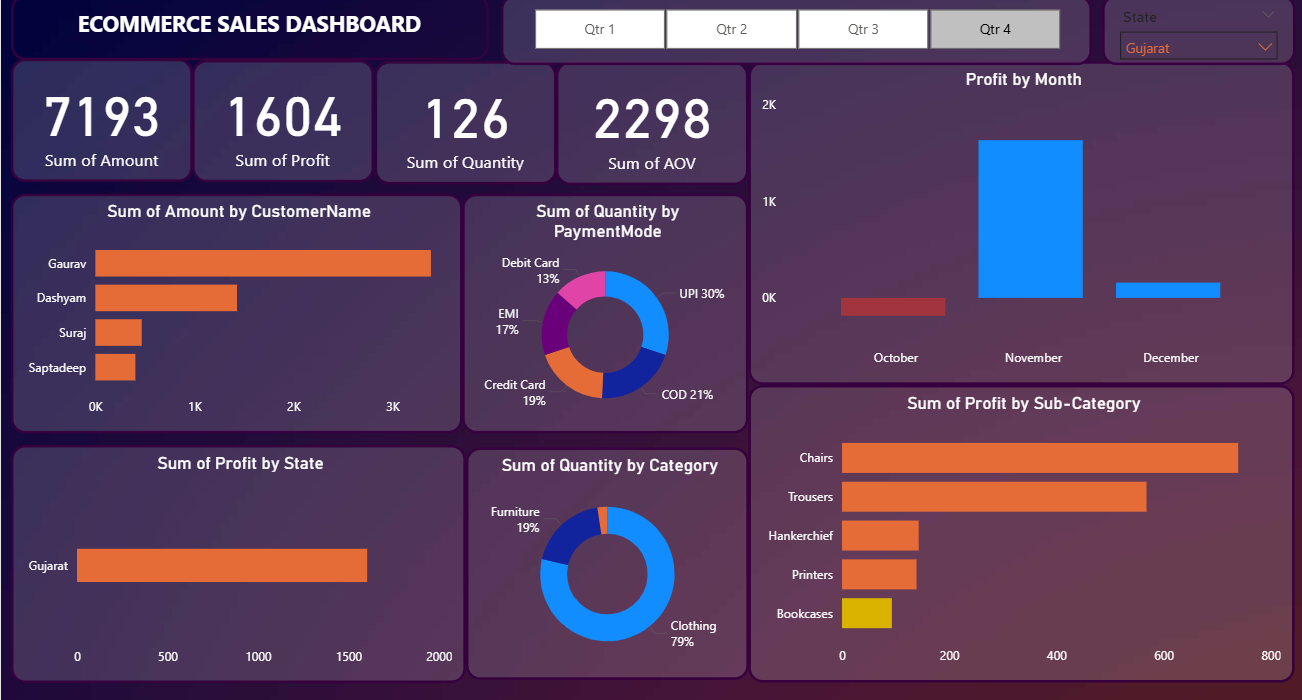 ECOMMERCE SALES DASHBOARD
Qtr 1
Qtr 2
Qtr 3
Qtr 4
State
Gujarat
7193
Sum of Amount
1604
Sum of Profit
126
Sum of Quantity
2298
Sum of AOV
Profit by Month
2K
1K
0K
October
November
December
Sum of Amount by CustomerName
Gaurav
Dashyam
Suraj
Saptadeep
0K
1K
2K
3K
Sum of Quantity by
PaymentMode
Debit Card
13%
UPI 30%
EMI
17%
Credit Card
19%
COD 21%
Sum of Profit by Sub-Category
Chairs
Trousers
Hankerchief
Printers
Bookcases
0
200
400
600
800
Sum of Profit by State
Gujarat
0
500
1000
1500
2000
Sum of Quantity by Category
Furniture
19%
Clothing
79%